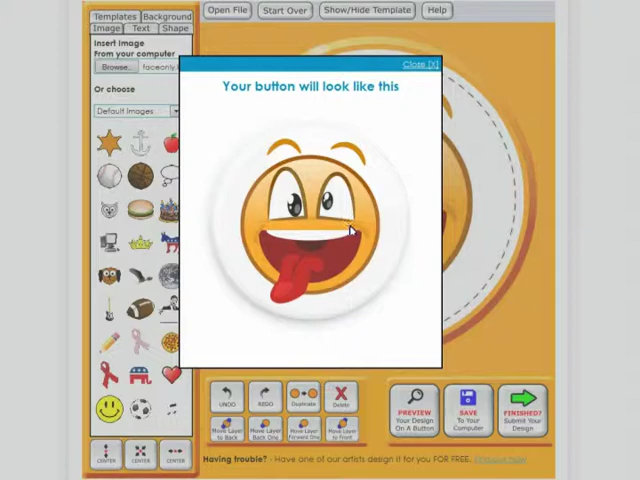 Templates Background
Image Text Shape
Open File
Start Over
Show/Hide Template
Help
Insert Image
From your computer
Browse... faceonly.
Or choose
Default Images
Close [X]
Your button will look like this
UNDO
REDO
Duplicate
Delete
Move Layer
to Back
Move Layer
Back One
Move Layer
Forward One
Move Layer
to Front
PREVIEW
Your Design
On A Button
SAVE
To Your
Computer
FINISHED?
Submit Your
Design
CENTER
CENTER
CENTER
Having trouble? - Have one of our artists design it for you FOR FREE.